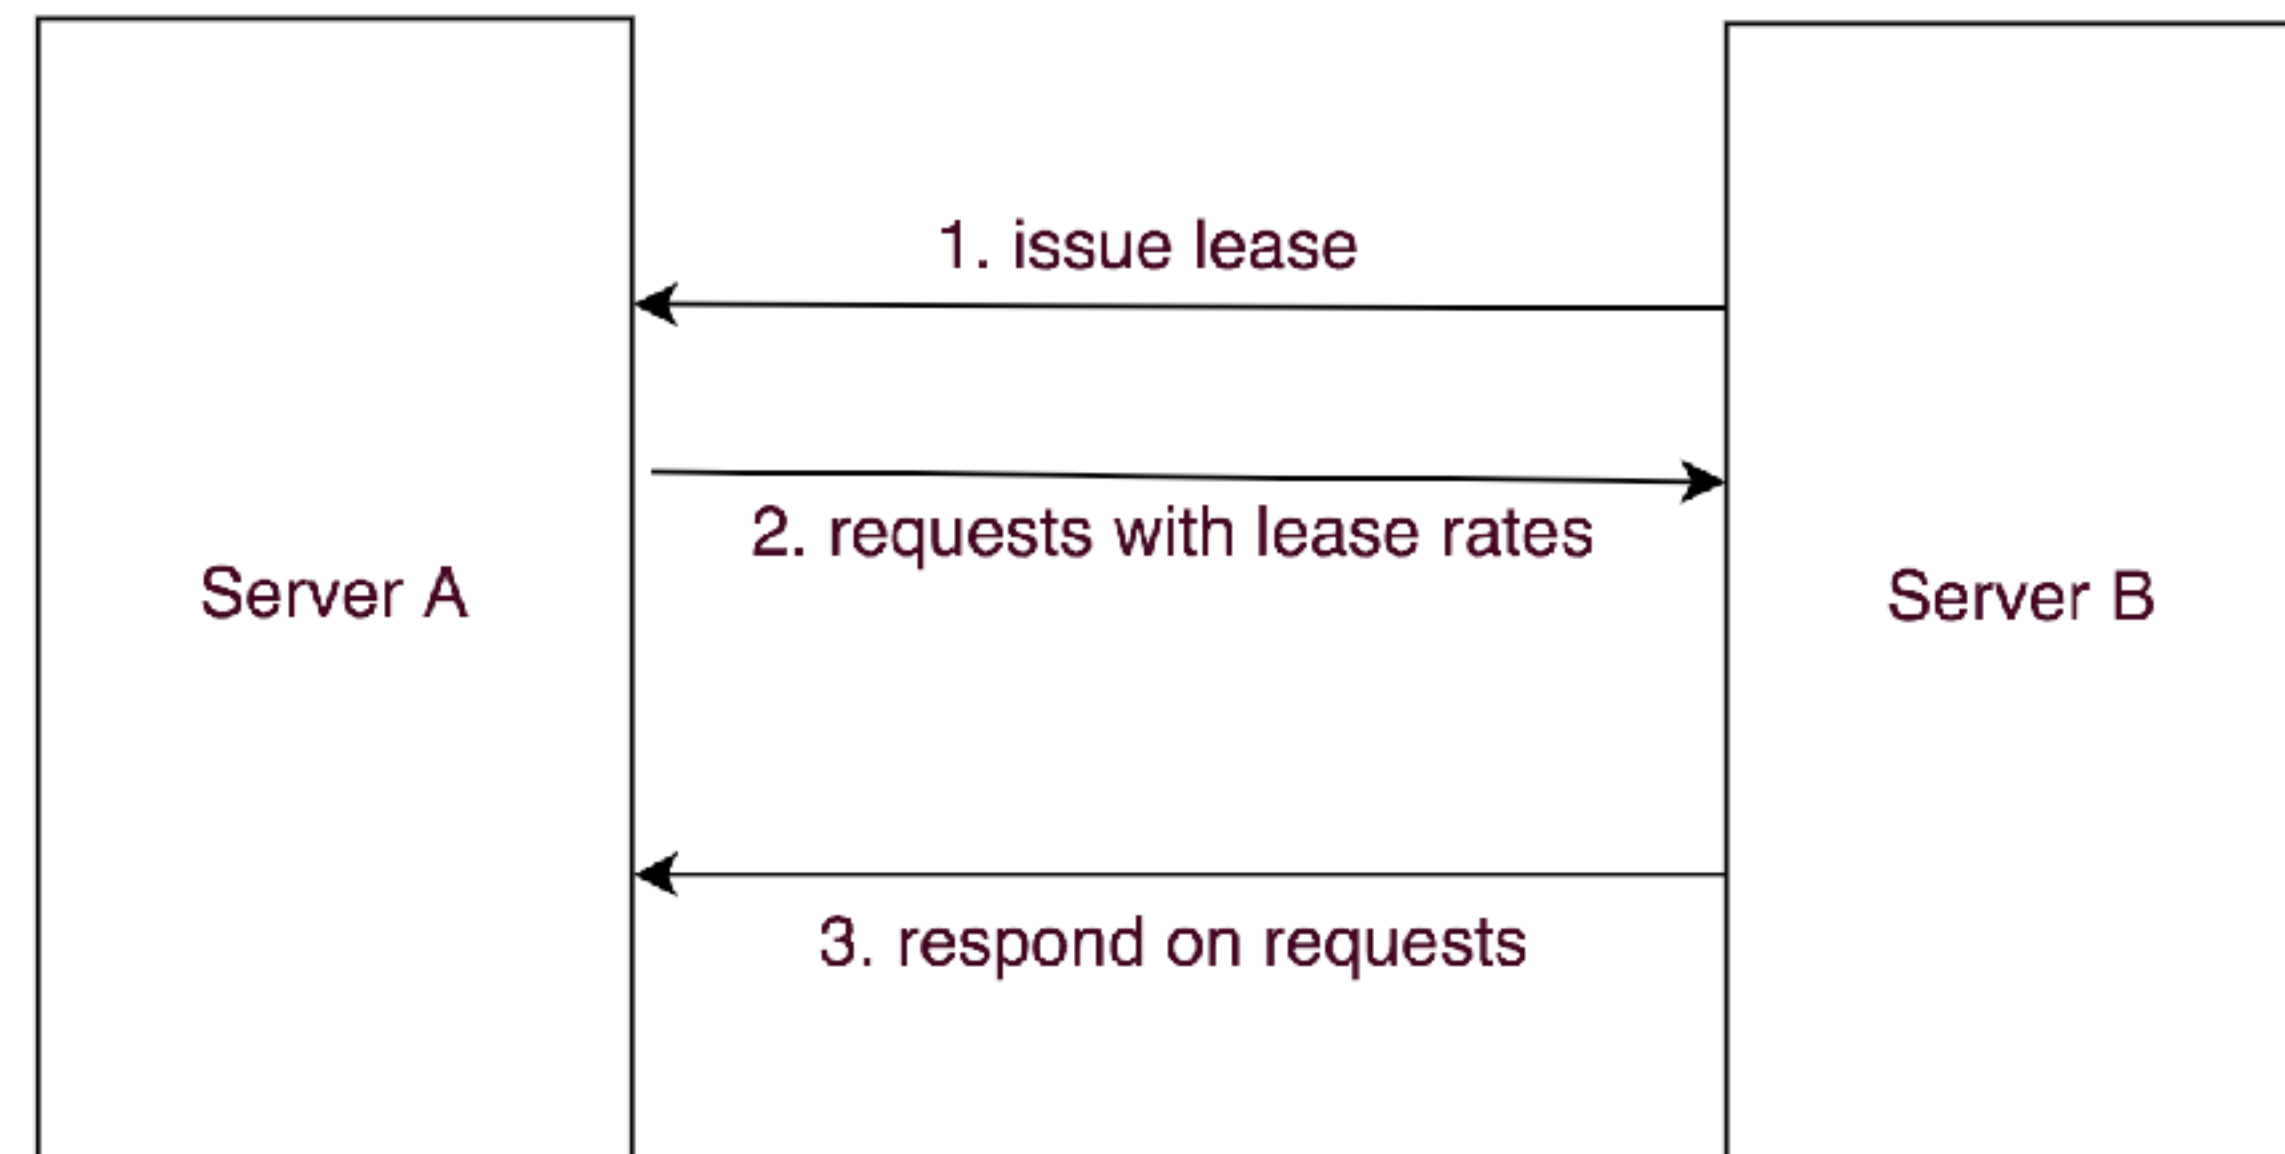 1. issue lease
2. requests with lease rates
Server A
Server B
3. respond on requests